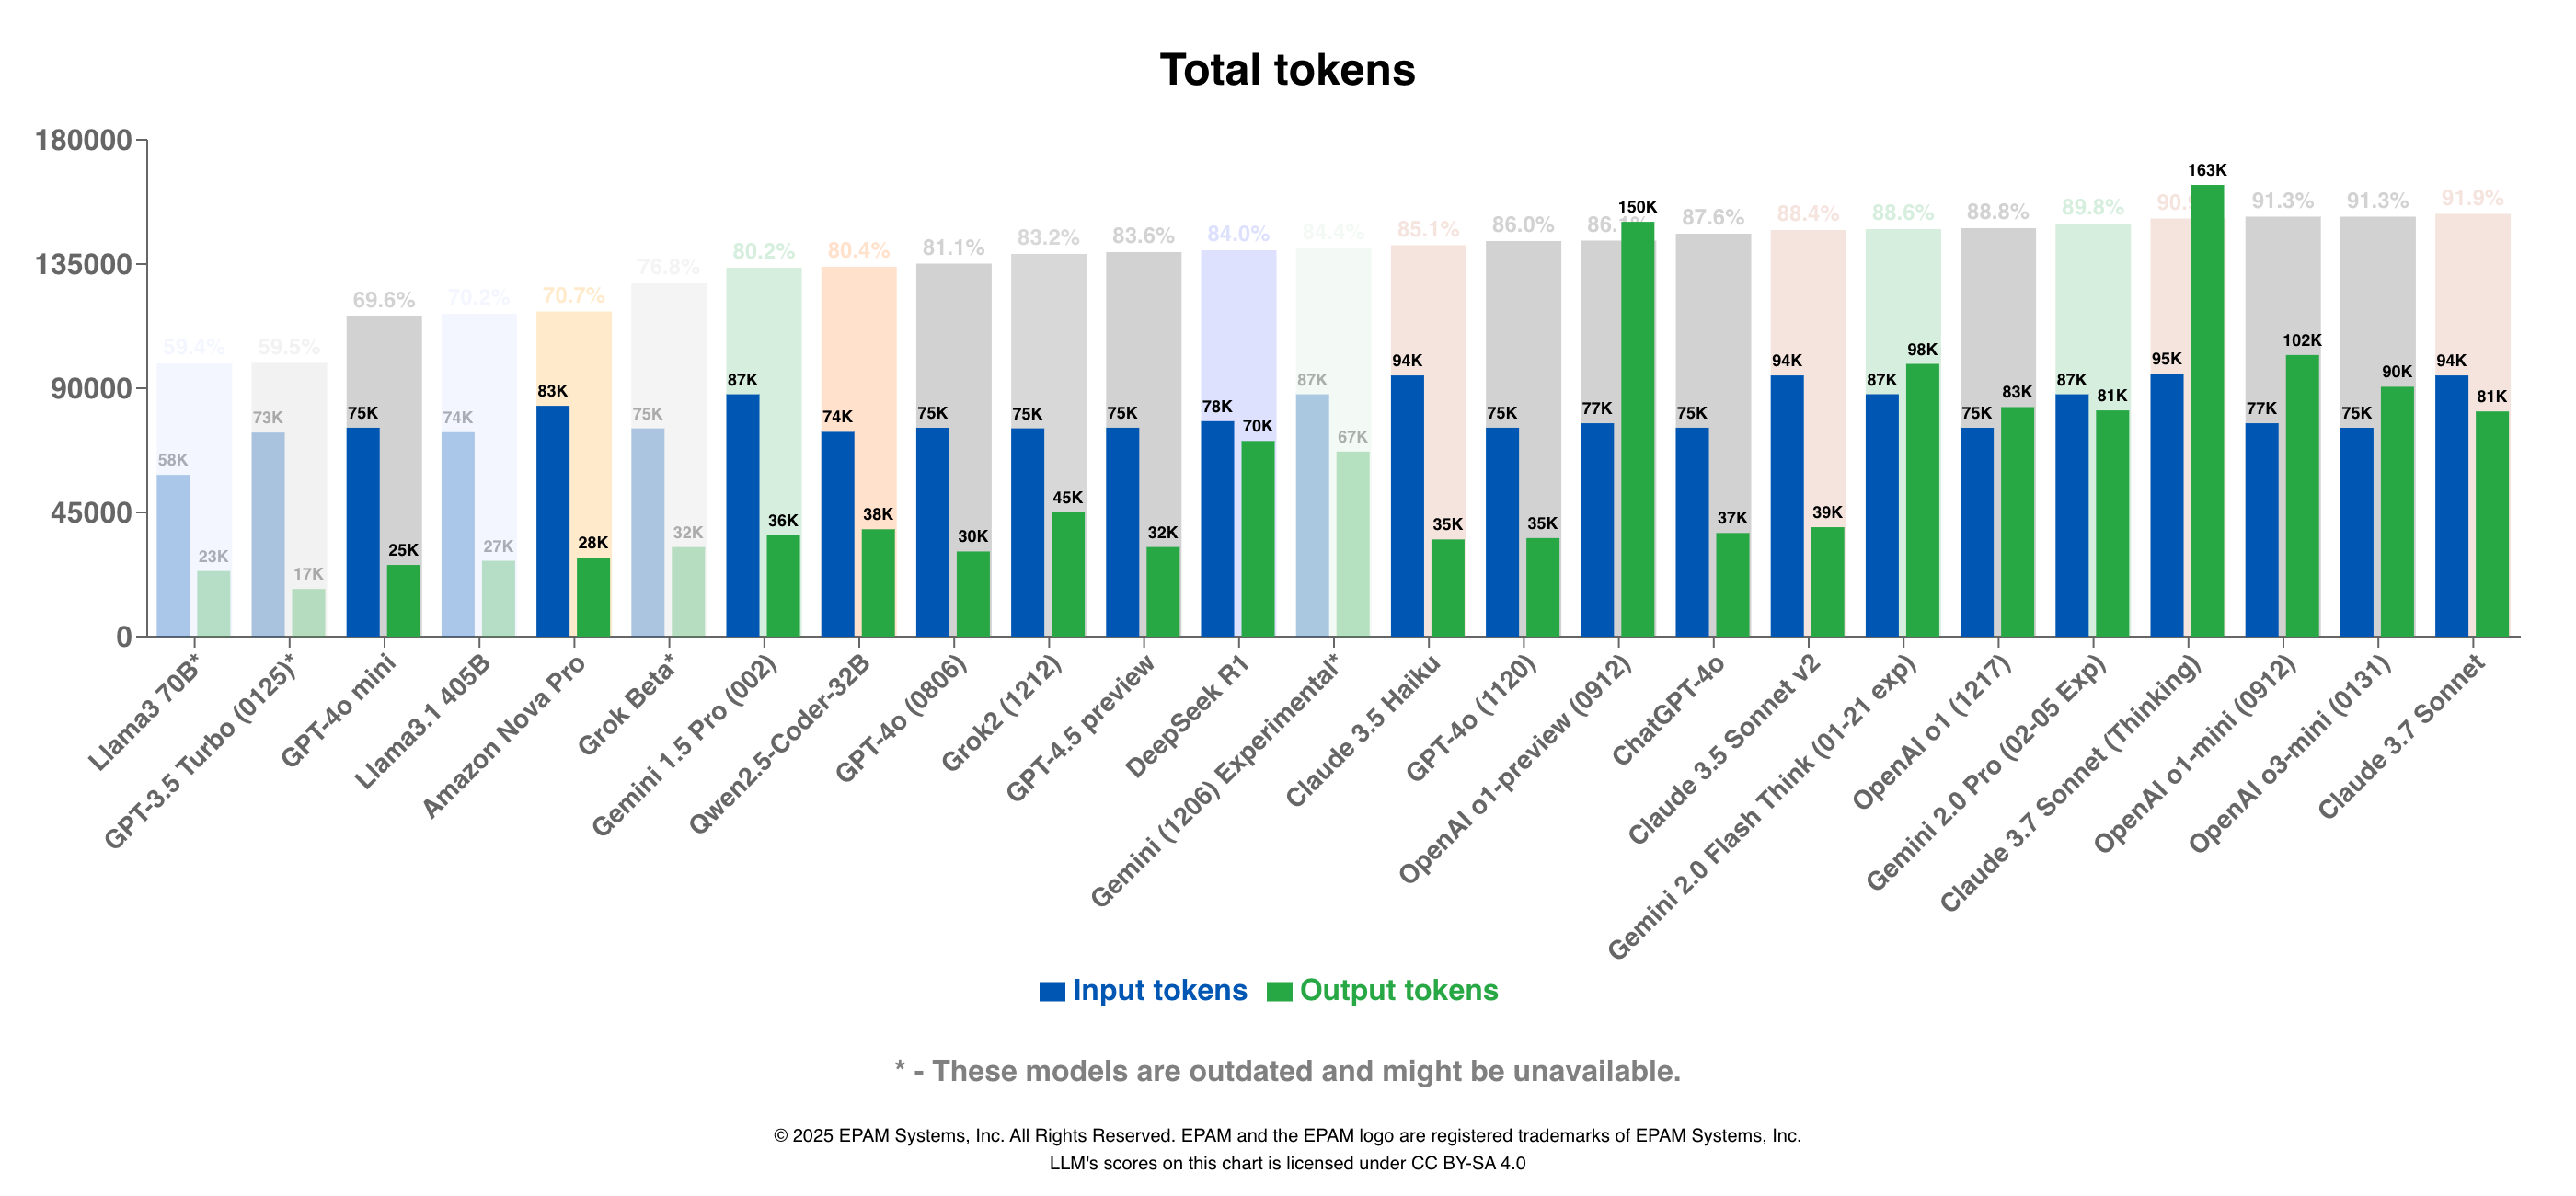 Total tokens
180000
135000
90000
45000
0
59.4%
59.5%
69.6%
70.2%
70.7%
76.8%
80.2%
80.4%
81.1%
83.2%
83.6%
84.0%
84.4%
85.1%
86.0%
87.6%
88.4%
88.6%
88.8%
89.8%
91.3%
91.3%
91.9%
58K
23K
73K
17K
75K
25K
74K
27K
83K
28K
75K
32K
87K
36K
74K
38K
75K
30K
75K
45K
75K
32K
78K
70K
87K
67K
94K
35K
75K
35K
77K
150K
75K
37K
94K
39K
87K
98K
75K
83K
87K
81K
95K
163K
77K
102K
75K
90K
94K
81K
Llama3 70B*
GPT-3.5 Turbo (0125)*
GPT-4o mini
Llama3.1 405B
Amazon Nova Pro
Grok Beta*
Gemini 1.5 Pro (002)
Qwen2.5-Coder-32B
GPT-4o (0806)
Grok2 (1212)
GPT-4.5 preview
DeepSeek R1
Gemini (1206) Experimental*
Claude 3.5 Haiku
GPT-4o (1120)
OpenAI o1-preview (0912)
ChatGPT-4o
Claude 3.5 Sonnet v2
Gemini 2.0 Flash Think (01-21 exp)
OpenAI o1 (1217)
Gemini 2.0 Pro (02-05 Exp)
Claude 3.7 Sonnet (Thinking)
OpenAI o1-mini (0912)
OpenAI o3-mini (0131)
Claude 3.7 Sonnet
Input tokens Output tokens
* - These models are outdated and might be unavailable.
© 2025 EPAM Systems, Inc. All Rights Reserved. EPAM and the EPAM logo are registered trademarks of EPAM Systems, Inc.
LLM's scores on this chart is licensed under CC BY-SA 4.0